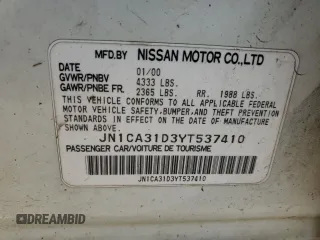 MFD.BY NISSAN MOTOR CO.,LTD
DATE 01/00
GVWR/PNBV 4333 LBS.
GAWR/PNBE FR. 2365 LBS. RR. 1988 LBS.
THIS VEHICLE CONFORMS TO ALL APPLICABLE FEDERAL
MOTOR VEHICLE SAFETY,BUMPER,AND THEFT PREVENTION
STANDARDS IN EFFECT ON THE DATE OF MANUFACTURE
SHOWN ABOVE.
JN1CA31D3YT537410
PASSENGER CAR/VOITURE DE TOURISME
JN1CA31D3YT537410
DREAMBID